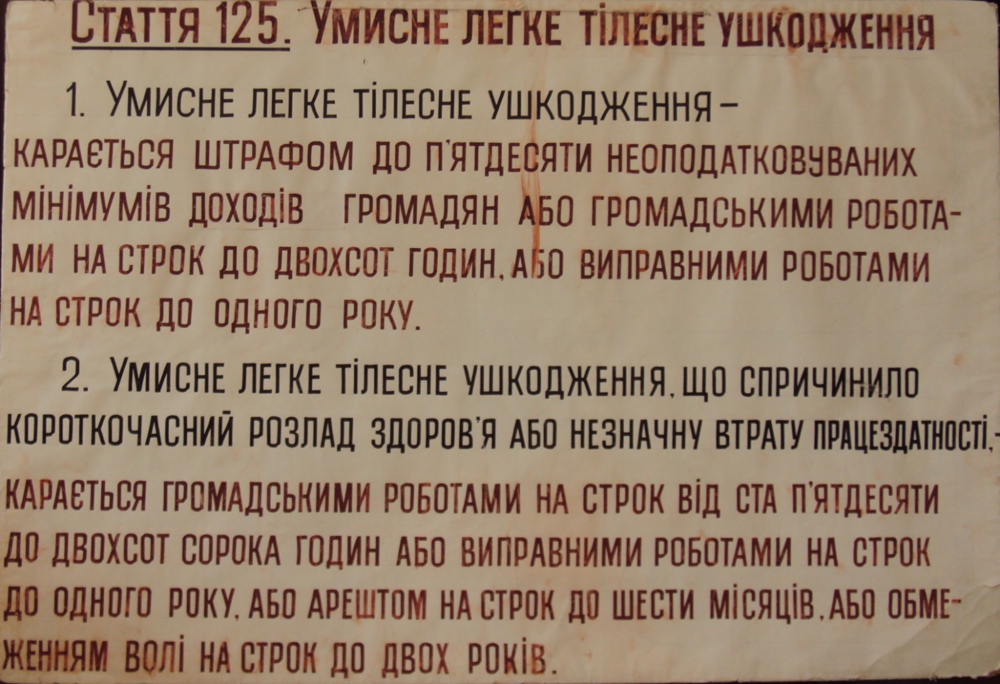 Стаття 125. Умисне легке тілесне ушкодження
1. Умисне легке тілесне ушкодження –
карається штрафом до п'ятдесяти неоподатковуваних
мінімумів доходів громадян або громадськими робота-
ми на строк до двохсот годин, або виправними роботами
на строк до одного року.
2. Умисне легке тілесне ушкодження, що спричинило
короткочасний розлад здоров'я або незначну втрату працездатності, -
карається громадськими роботами на строк від ста п'ятдесяти
до двохсот сорока годин або виправними роботами на строк
до одного року, або арештом на строк до шести місяців, або обме-
женням волі на строк до двох років.